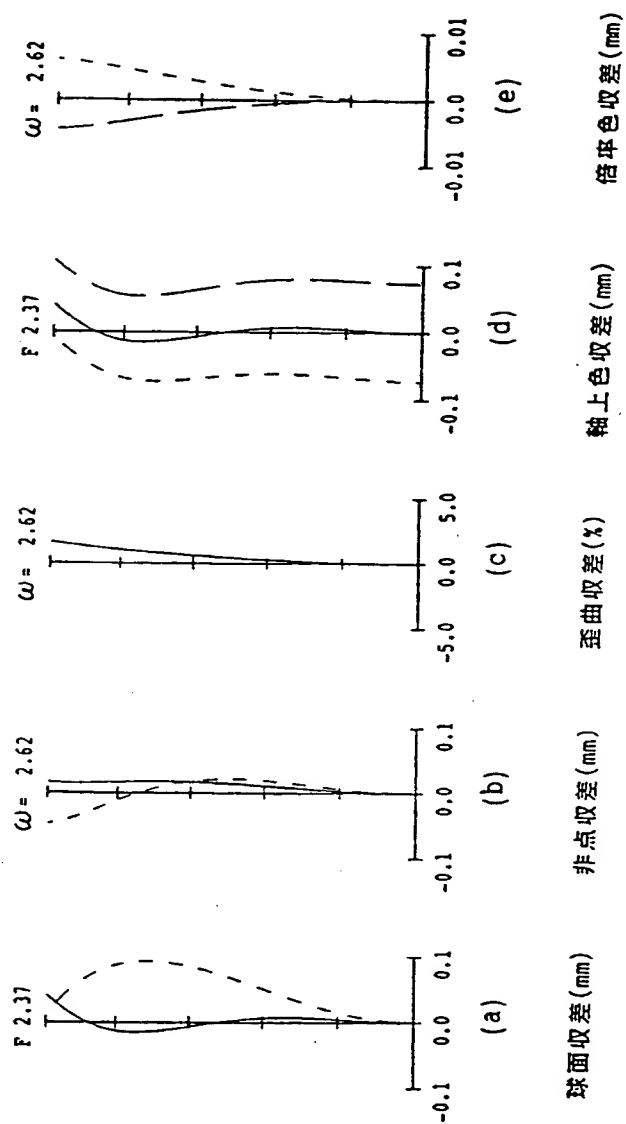 F 2.37
-0.1 0.0 0.1
(a)
球面収差(mm)
ω= 2.62
-0.1 0.0 0.1
(b)
非点収差(mm)
ω= 2.62
-5.0 0.0 5.0
(c)
歪曲収差(%)
F 2.37
-0.1 0.0 0.1
(d)
軸上色収差(mm)
ω= 2.62
-0.01 0.0 0.01
(e)
倍率色収差(mm)